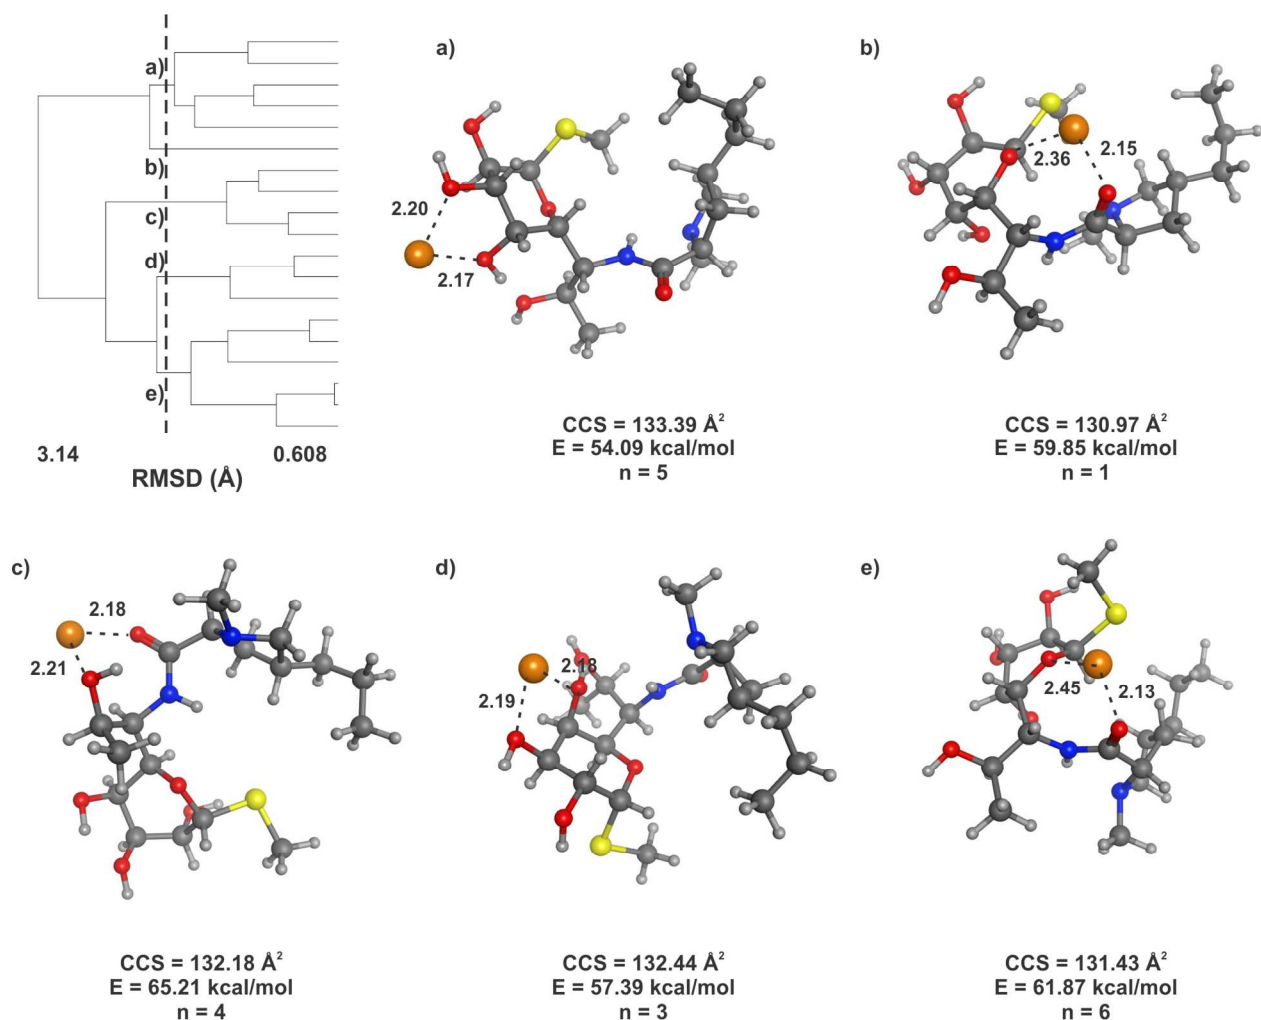 a)
b)
c)
d)
e)
3.14
0.608
RMSD (Å)
a)
2.20
2.17
CCS = 133.39 Å²
E = 54.09 kcal/mol
n = 5
b)
2.36
2.15
CCS = 130.97 Å²
E = 59.85 kcal/mol
n = 1
c)
2.18
2.21
CCS = 132.18 Å²
E = 65.21 kcal/mol
n = 4
d)
2.18
2.19
CCS = 132.44 Å²
E = 57.39 kcal/mol
n = 3
e)
2.45
2.13
CCS = 131.43 Å²
E = 61.87 kcal/mol
n = 6